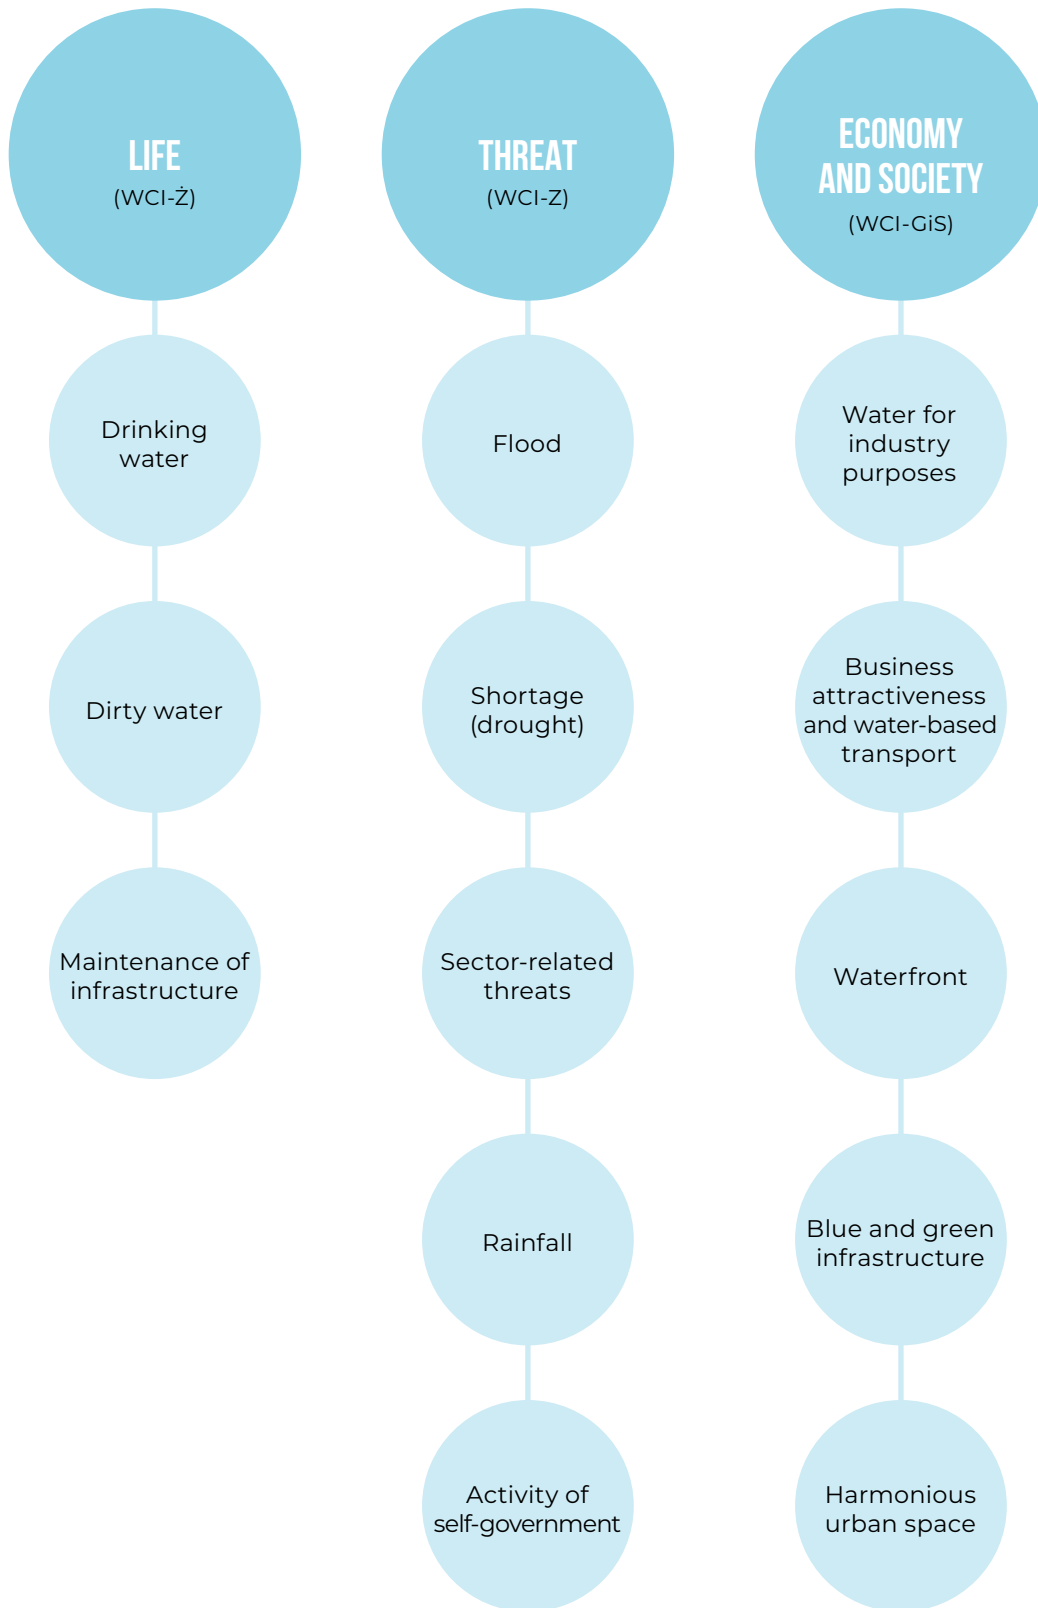 LIFE
(WCI-Ż)
Drinking
water
Dirty water
Maintenance of
infrastructure
THREAT
(WCI-Z)
Flood
Shortage
(drought)
Sector-related
threats
Rainfall
Activity of
self-government
ECONOMY
AND SOCIETY
(WCI-GiS)
Water for
industry
purposes
Business
attractiveness
and water-based
transport
Waterfront
Blue and green
infrastructure
Harmonious
urban space